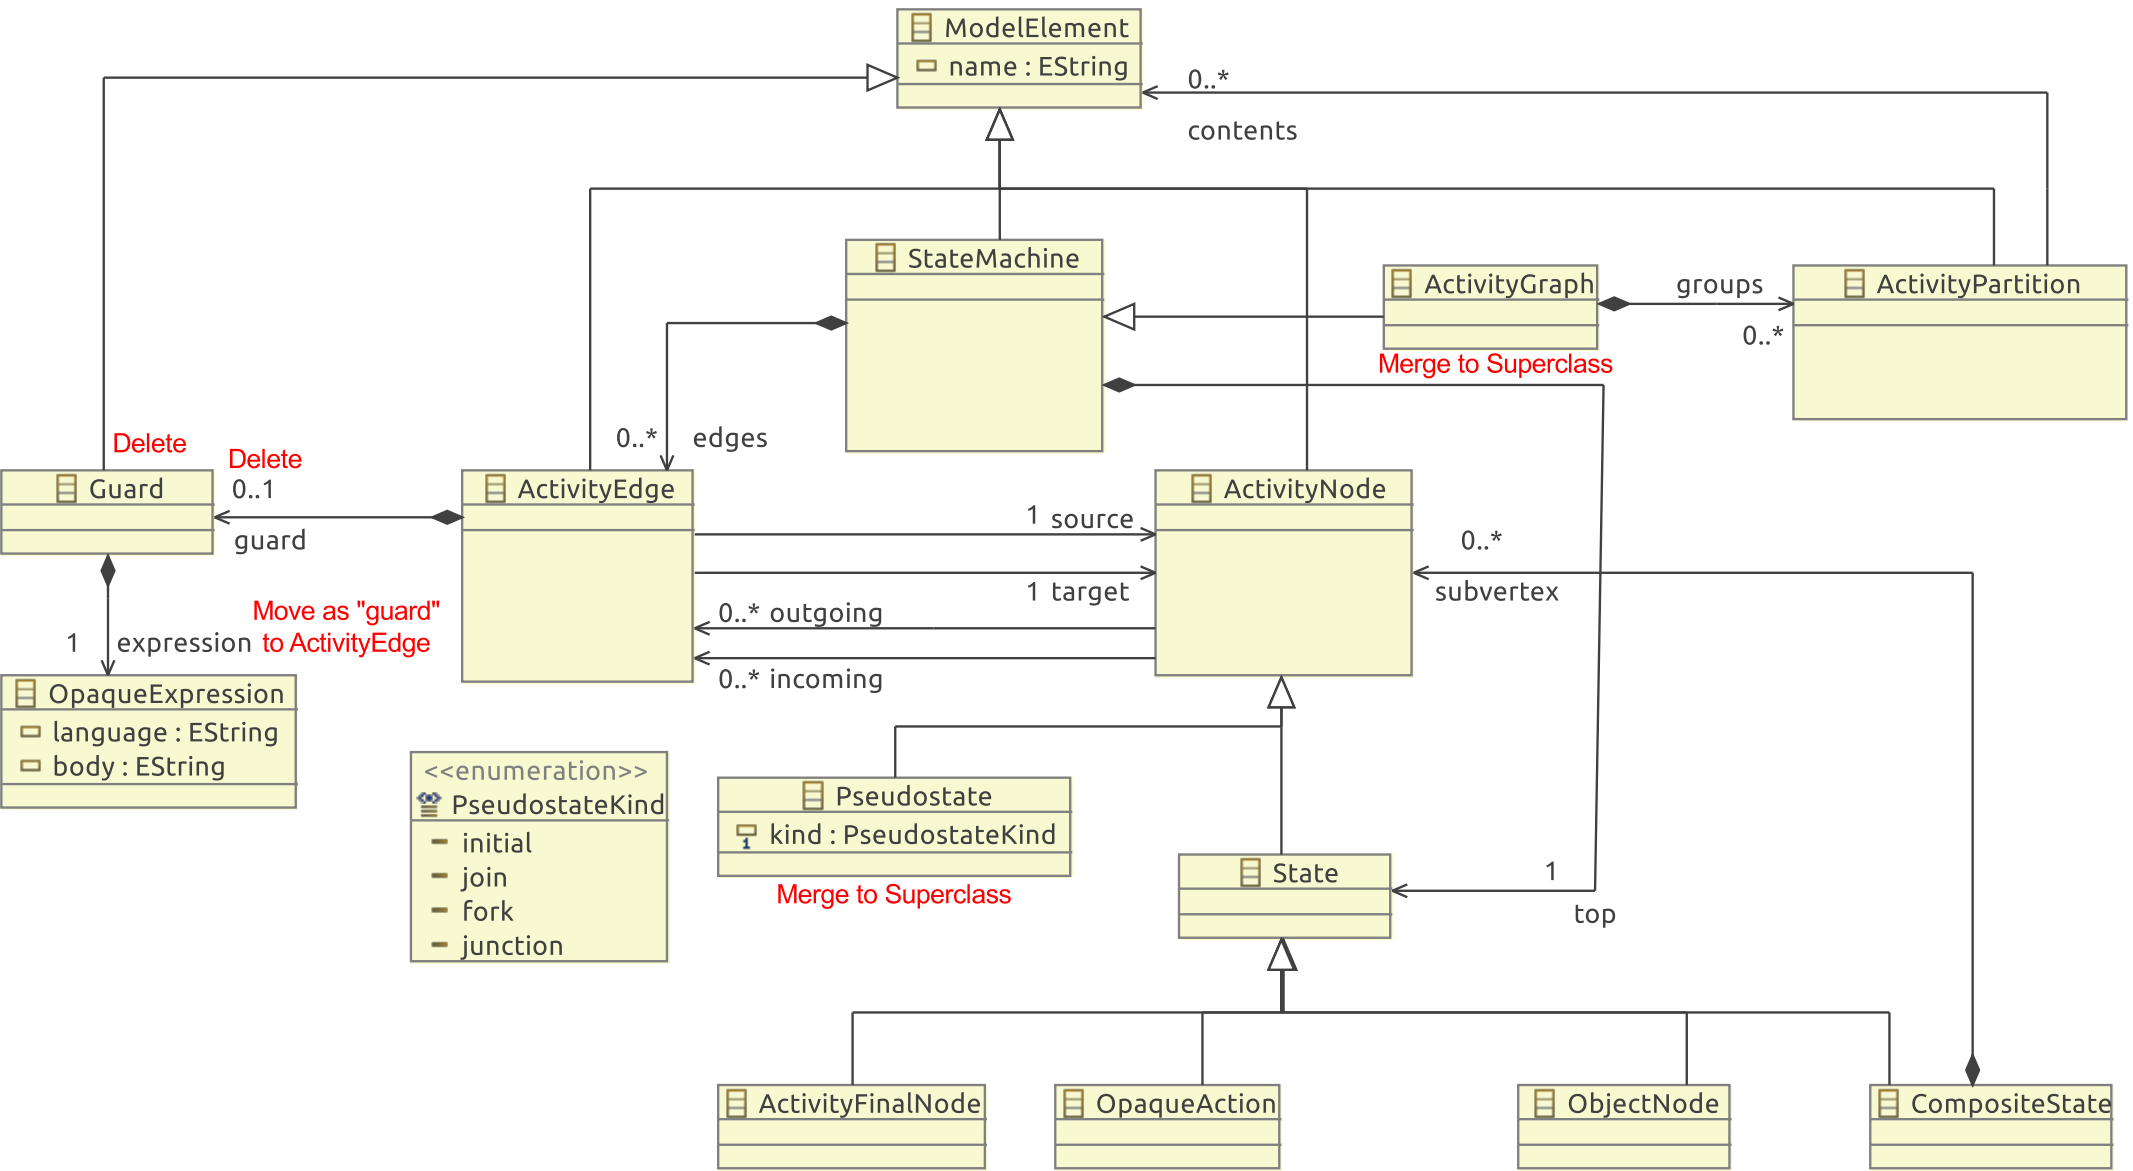 ModelElement
name : EString
0..*
contents
StateMachine
ActivityGraph
Merge to Superclass
groups
0..*
ActivityPartition
0..*
edges
Delete
Delete
0..1
guard
Guard
ActivityEdge
ActivityNode
1 source
1 target
0..* outgoing
0..* incoming
0..*
subvertex
Move as "guard"
to ActivityEdge
1
expression
OpaqueExpression
language : EString
body : EString
<<enumeration>>
PseudostateKind
initial
join
fork
junction
Pseudostate
1
kind : PseudostateKind
Merge to Superclass
State
1
top
ActivityFinalNode
OpaqueAction
ObjectNode
CompositeState